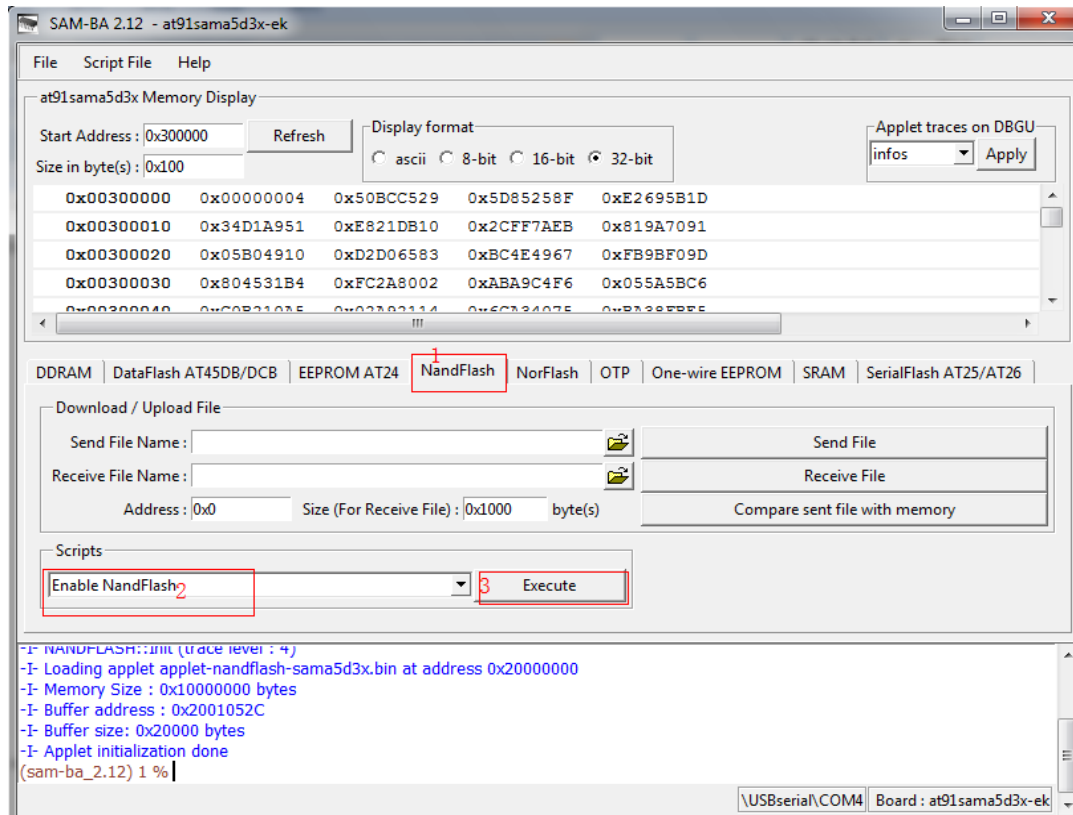 SAM-BA 2.12 - at91sama5d3x-ek
File Script File Help
at91sama5d3x Memory Display
Start Address : 0x300000 Refresh
Size in byte(s) : 0x100
Display format
ascii 8-bit 16-bit 32-bit
Applet traces on DBGU
infos Apply
0x00300000 0x00000004 0x50BCC529 0x5D85258F 0xE2695B1D
0x00300010 0x34D1A951 0xE821DB10 0x2CFF7AEB 0x819A7091
0x00300020 0x05B04910 0xD2D06583 0xBC4E4967 0xFB9BF09D
0x00300030 0x804531B4 0xFC2A8002 0xABA9C4F6 0x055A5BC6
1
DDRAM DataFlash AT45DB/DCB EEPROM AT24 NandFlash NorFlash OTP One-wire EEPROM SRAM SerialFlash AT25/AT26
Download / Upload File
Send File Name : Send File
Receive File Name : Receive File
Address : 0x0 Size (For Receive File) : 0x1000 byte(s) Compare sent file with memory
Scripts
Enable NandFlash 2 3 Execute
-I- NANDFLASH::Init (trace level : 4)
-I- Loading applet applet-nandflash-sama5d3x.bin at address 0x20000000
-I- Memory Size : 0x10000000 bytes
-I- Buffer address : 0x2001052C
-I- Buffer size: 0x20000 bytes
-I- Applet initialization done
(sam-ba_2.12) 1 %
\USBserial\COM4 Board : at91sama5d3x-ek